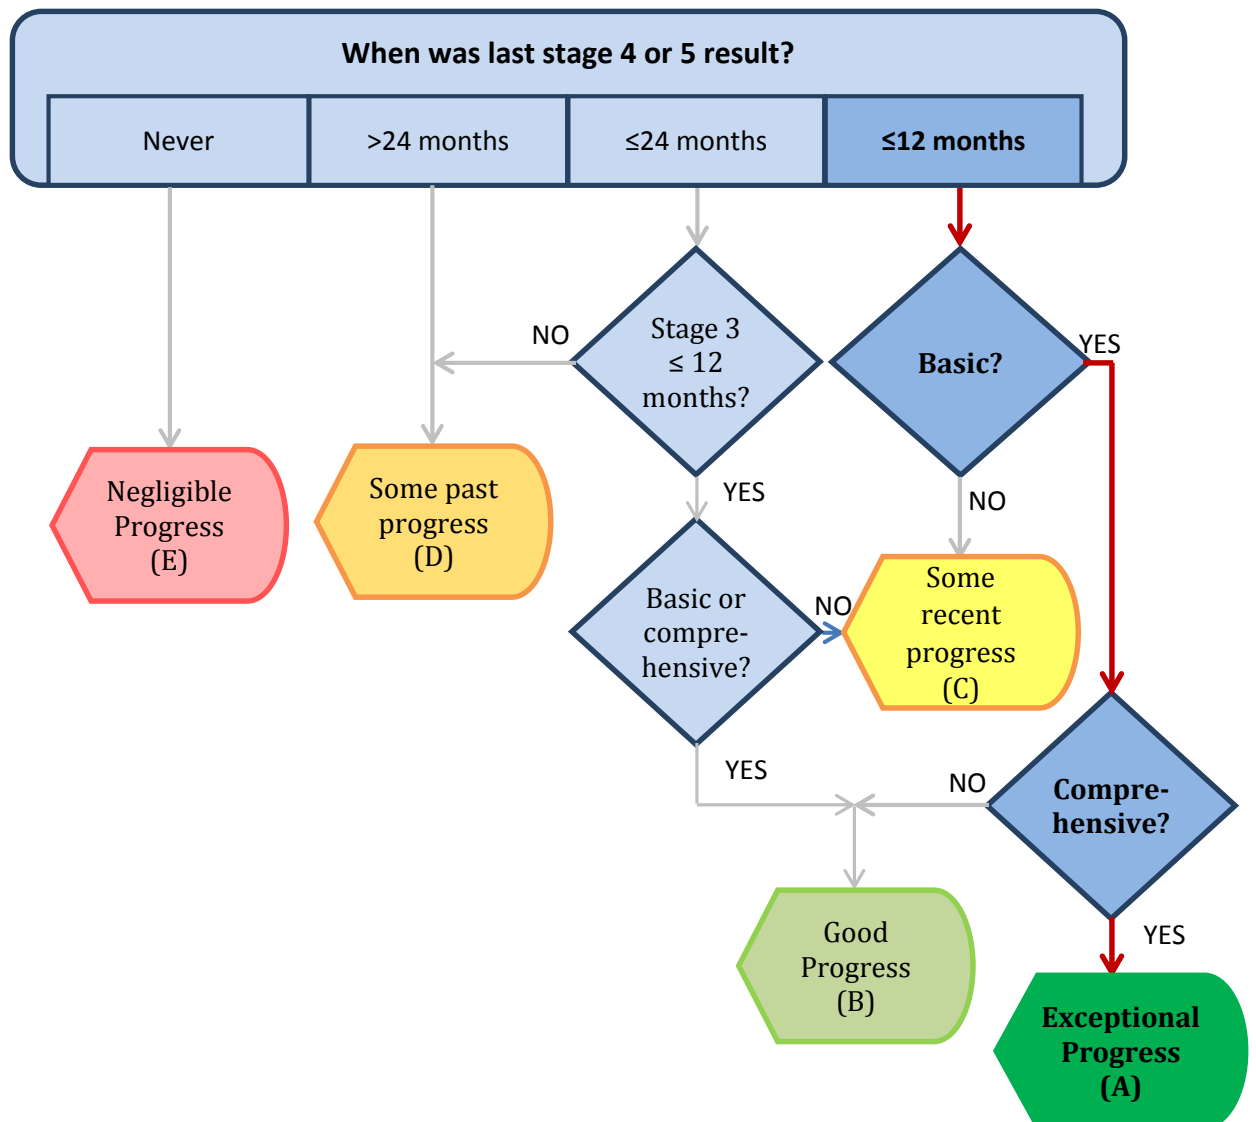 When was last stage 4 or 5 result?
Never
>24 months
≤24 months
≤12 months
NO
Stage 3
≤ 12
months?
Basic?
YES
YES
NO
Negligible
Progress
(E)
Some past
progress
(D)
Basic or
compre-
hensive?
NO
Some
recent
progress
(C)
YES
NO
Compre-
hensive?
YES
Good
Progress
(B)
Exceptional
Progress
(A)